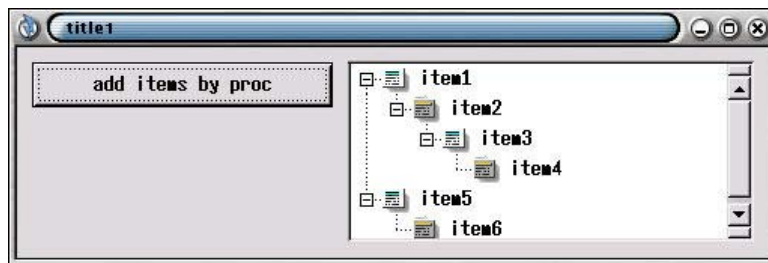 title1
add items by proc
item1
item2
item3
item4
item5
item6